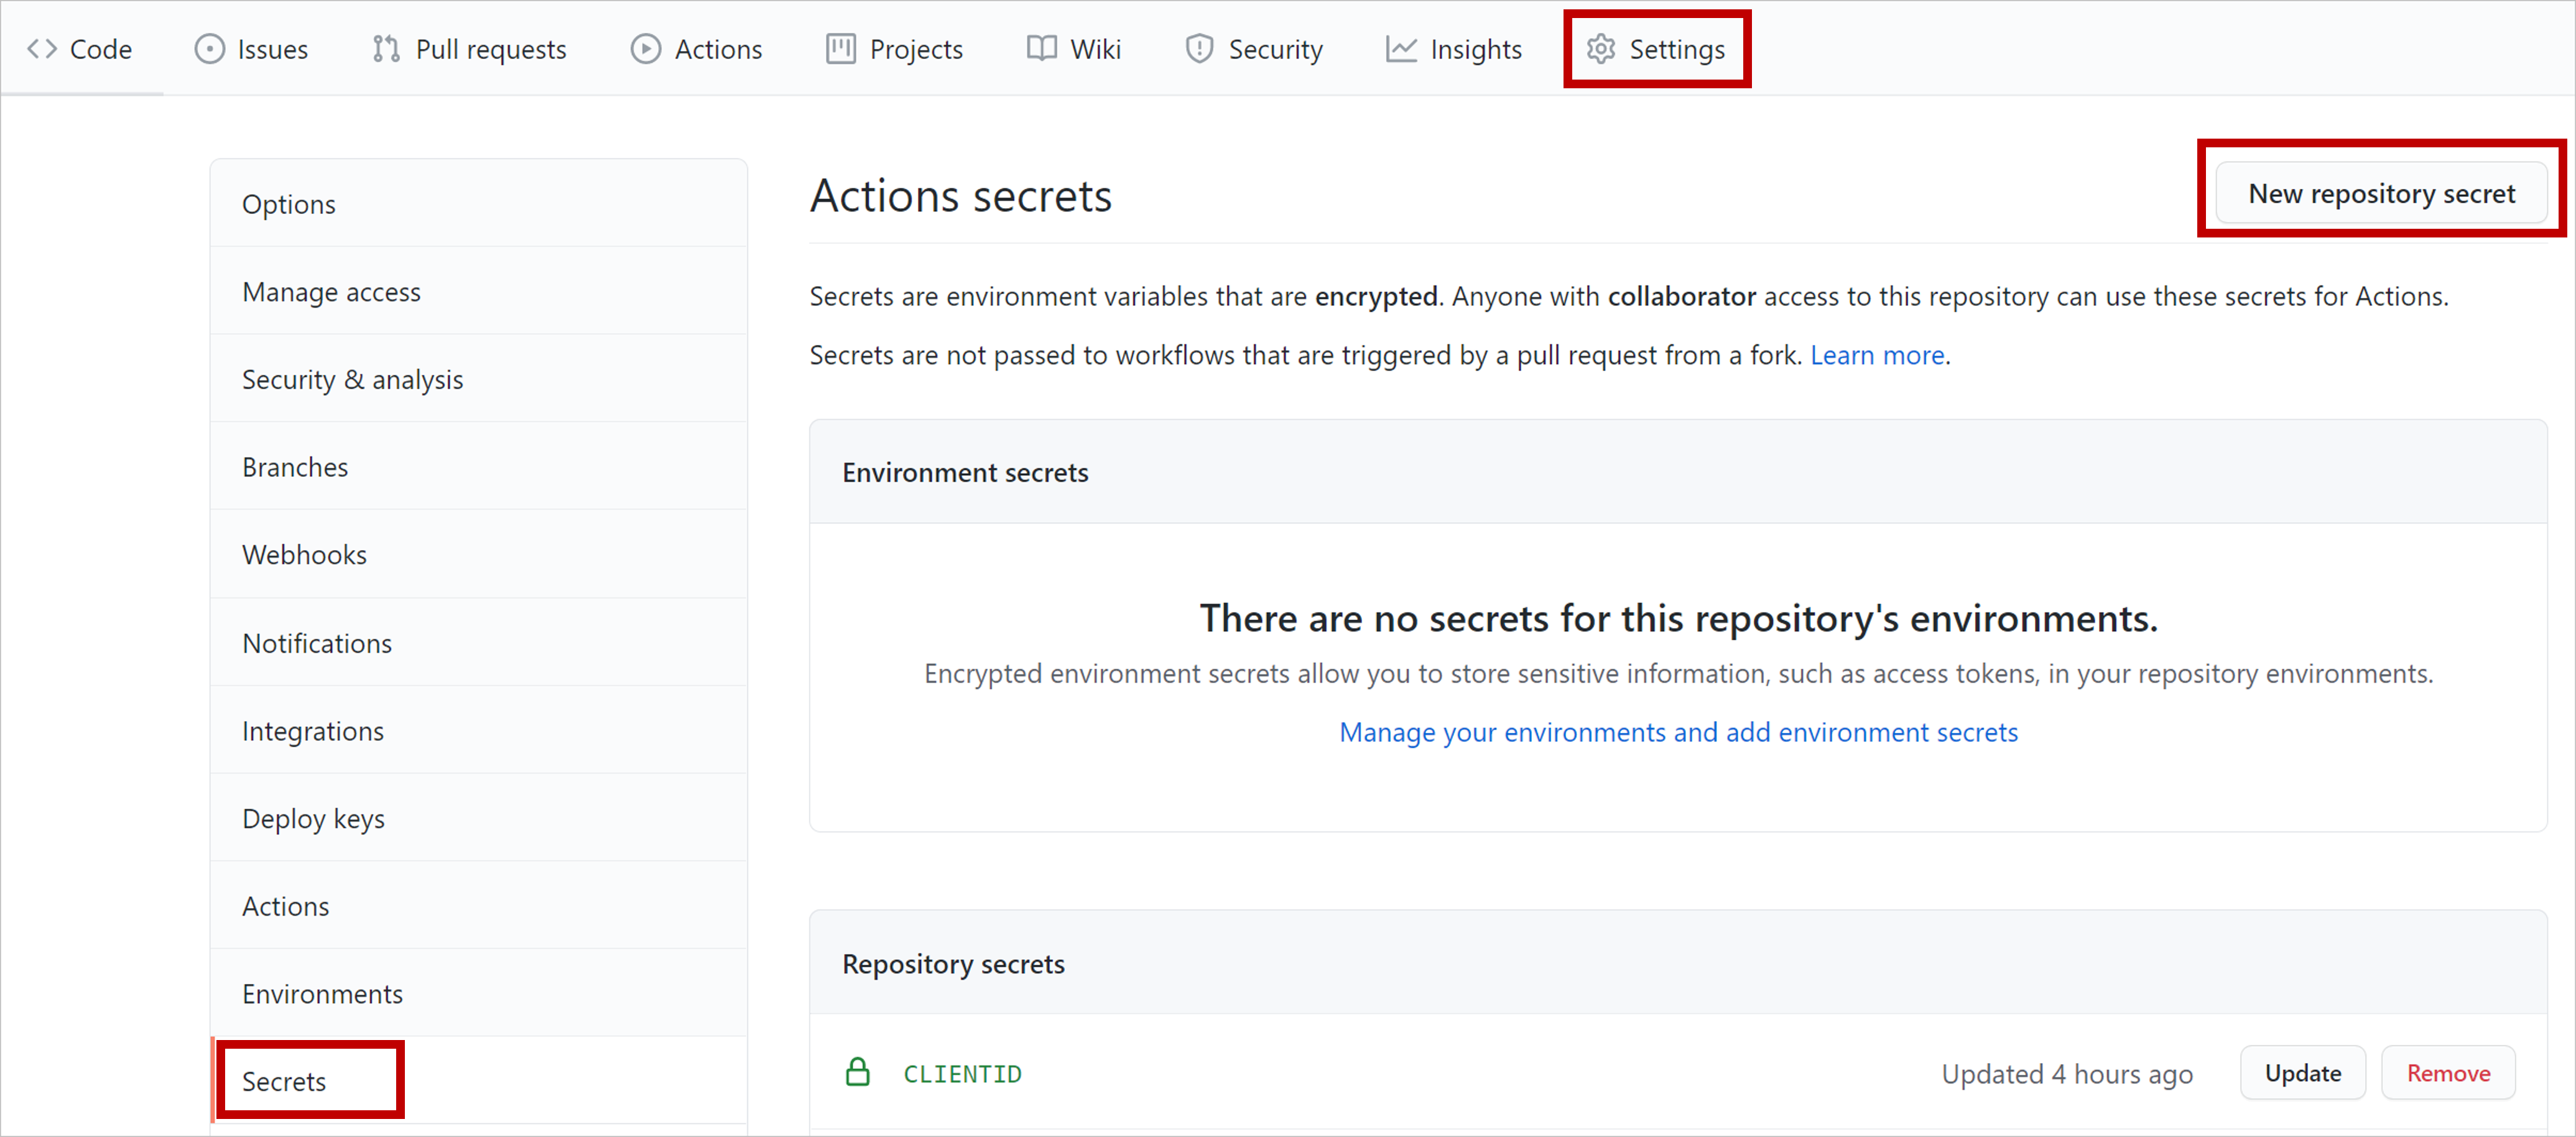 Code Issues Pull requests Actions Projects Wiki Security Insights Settings
Options
Manage access
Security & analysis
Branches
Webhooks
Notifications
Integrations
Deploy keys
Actions
Environments
Secrets
Actions secrets
New repository secret
Secrets are environment variables that are encrypted. Anyone with collaborator access to this repository can use these secrets for Actions.
Secrets are not passed to workflows that are triggered by a pull request from a fork. Learn more.
Environment secrets
There are no secrets for this repository's environments.
Encrypted environment secrets allow you to store sensitive information, such as access tokens, in your repository environments.
Manage your environments and add environment secrets
Repository secrets
CLIENTID Updated 4 hours ago Update Remove